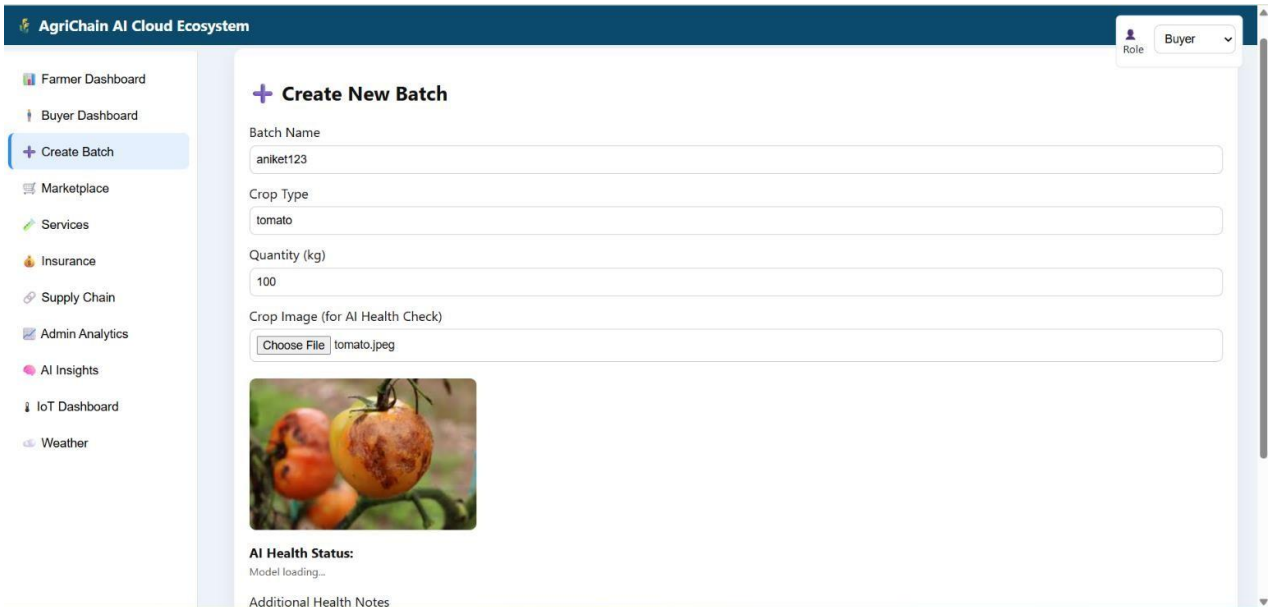 AgriChain AI Cloud Ecosystem
Role
Buyer
Farmer Dashboard
Buyer Dashboard
Create Batch
Marketplace
Services
Insurance
Supply Chain
Admin Analytics
AI Insights
IoT Dashboard
Weather
Create New Batch
Batch Name
aniket123
Crop Type
tomato
Quantity (kg)
100
Crop Image (for AI Health Check)
Choose File tomato.jpeg
AI Health Status:
Model loading...
Additional Health Notes